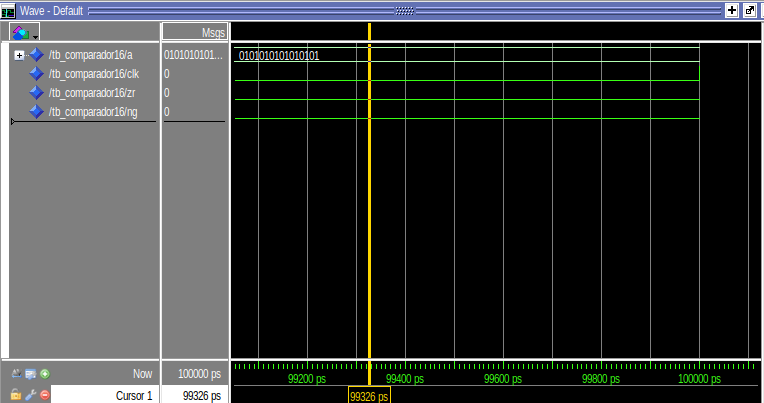 Wave - Default
Msgs
/tb_comparador16/a 0101010101... 0101010101010101
/tb_comparador16/clk 0
/tb_comparador16/zr 0
/tb_comparador16/ng 0
Now 100000 ps 99200 ps 99400 ps 99600 ps 99800 ps 100000 ps
Cursor 1 99326 ps 99326 ps